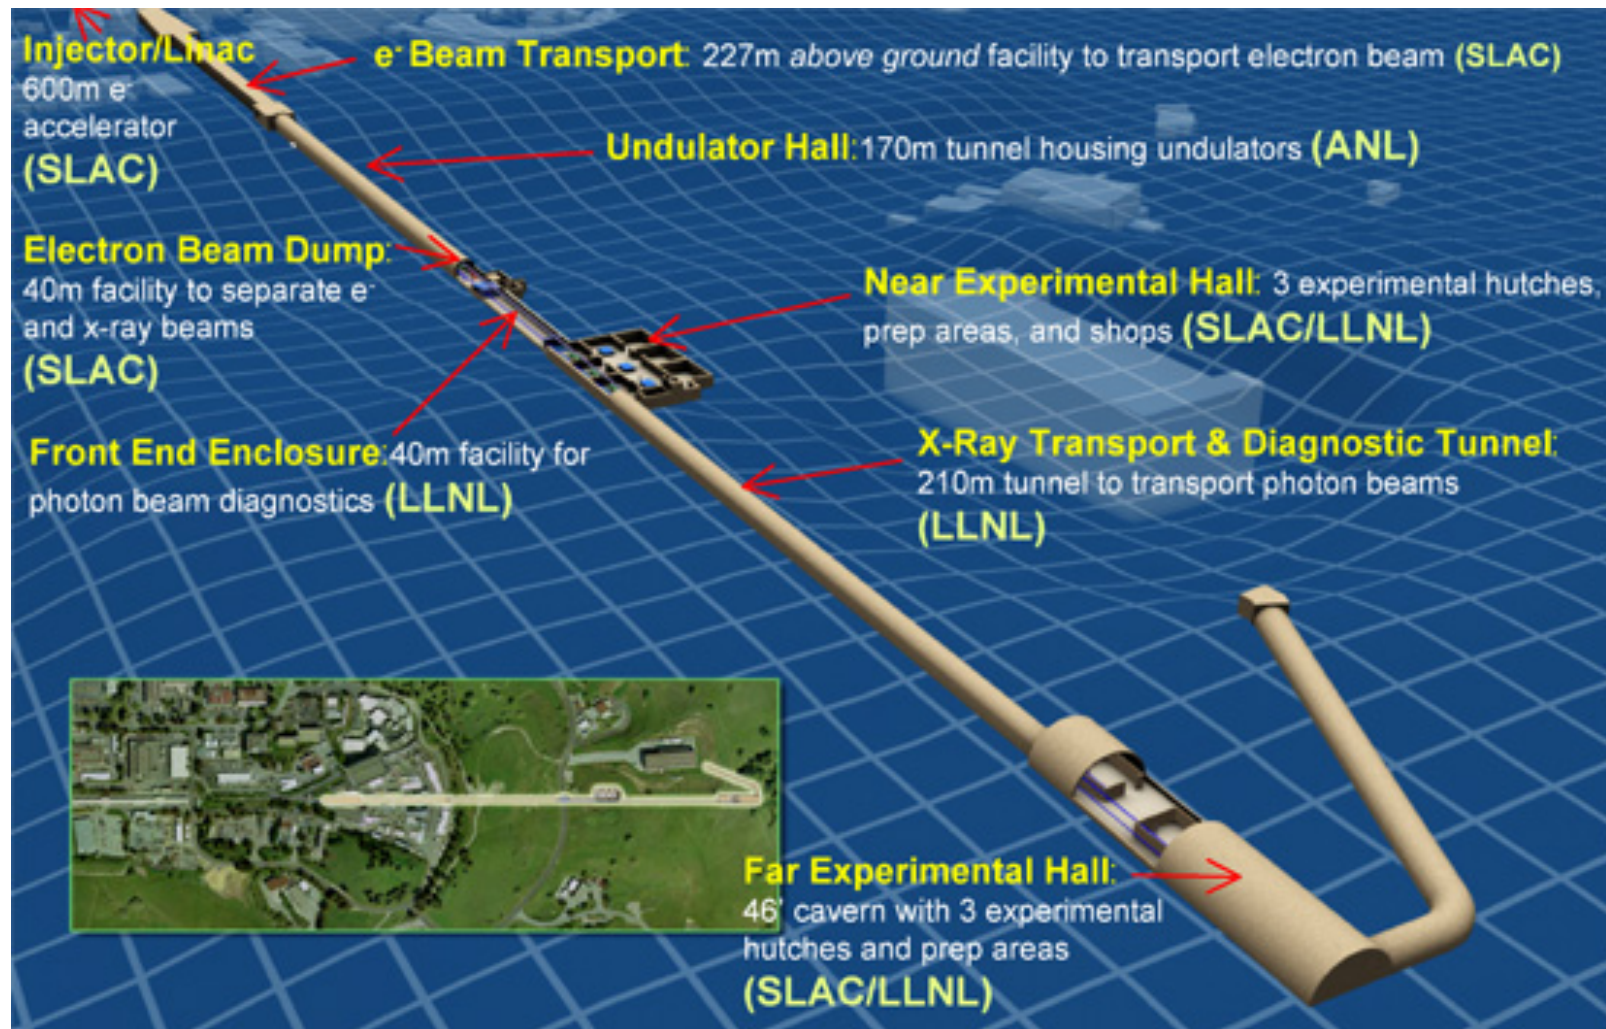 Injector/Linac
600m e-
accelerator
(SLAC)
e- Beam Transport: 227m above ground facility to transport electron beam (SLAC)
Undulator Hall:170m tunnel housing undulators (ANL)
Electron Beam Dump:
40m facility to separate e-
and x-ray beams
(SLAC)
Near Experimental Hall: 3 experimental hutches,
prep areas, and shops (SLAC/LLNL)
Front End Enclosure:40m facility for
photon beam diagnostics (LLNL)
X-Ray Transport & Diagnostic Tunnel:
210m tunnel to transport photon beams
(LLNL)
Far Experimental Hall:
46' cavern with 3 experimental
hutches and prep areas
(SLAC/LLNL)